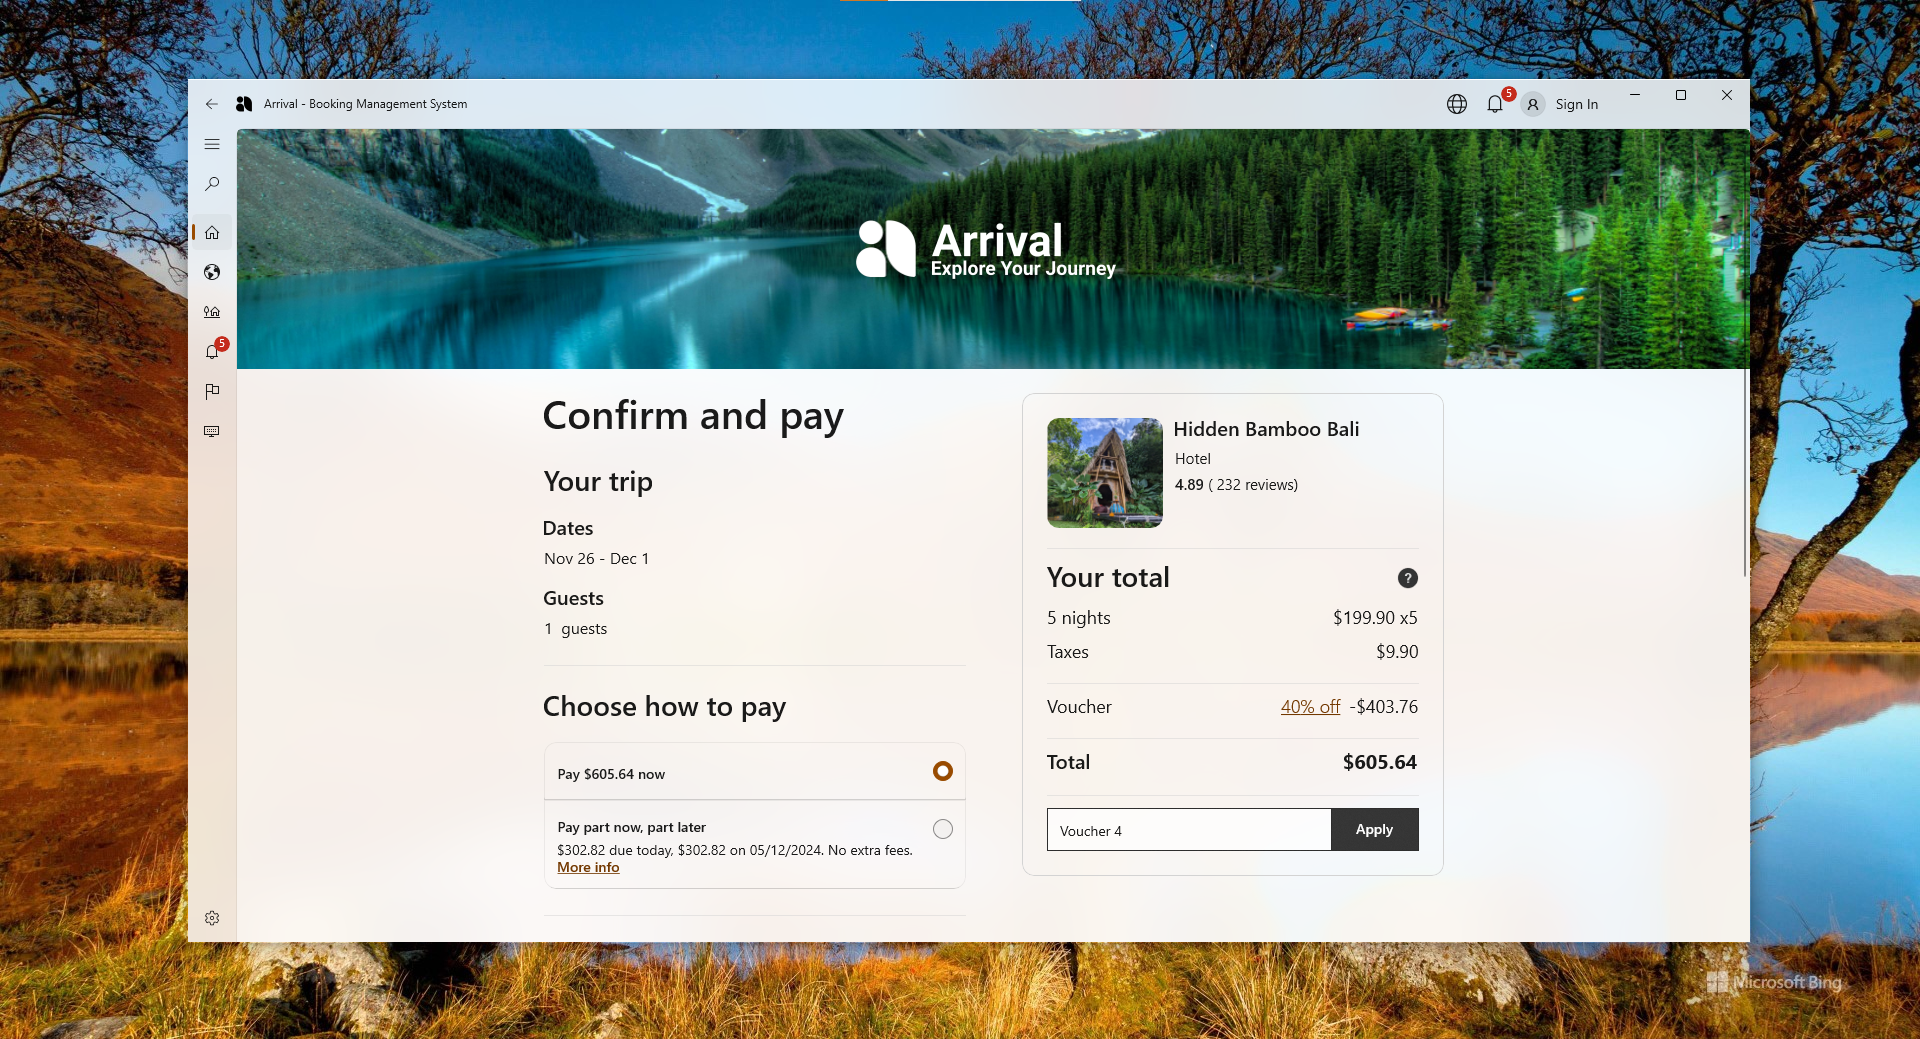 Arrival - Booking Management System
5
Sign In
Arrival
Explore Your Journey
5
Confirm and pay
Your trip
Dates
Nov 26 - Dec 1
Guests
1 guests
Choose how to pay
Pay $605.64 now
Pay part now, part later
$302.82 due today, $302.82 on 05/12/2024. No extra fees.
More info
Hidden Bamboo Bali
Hotel
4.89 ( 232 reviews)
Your total
?
5 nights $199.90 x5
Taxes $9.90
Voucher 40% off -$403.76
Total $605.64
Voucher 4 Apply
Microsoft Bing